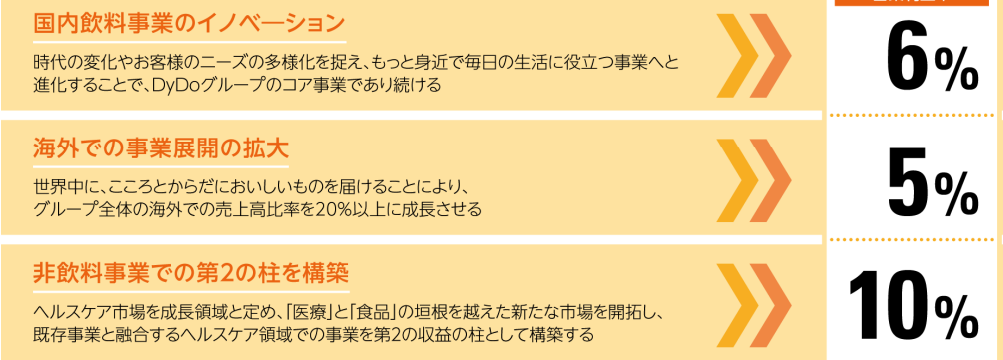 国内飲料事業のイノベーション
時代の変化やお客様のニーズの多様化を捉え、もっと身近で毎日の生活に役立つ事業へと
進化することで、DyDoグループのコア事業であり続ける
6%
海外での事業展開の拡大
世界中に、こころとからだにおいしいものを届けることにより、
グループ全体の海外での売上高比率を20%以上に成長させる
5%
非飲料事業での第2の柱を構築
ヘルスケア市場を成長領域と定め、「医療」と「食品」の垣根を越えた新たな市場を開拓し、
既存事業と融合するヘルスケア領域での事業を第2の収益の柱として構築する
10%